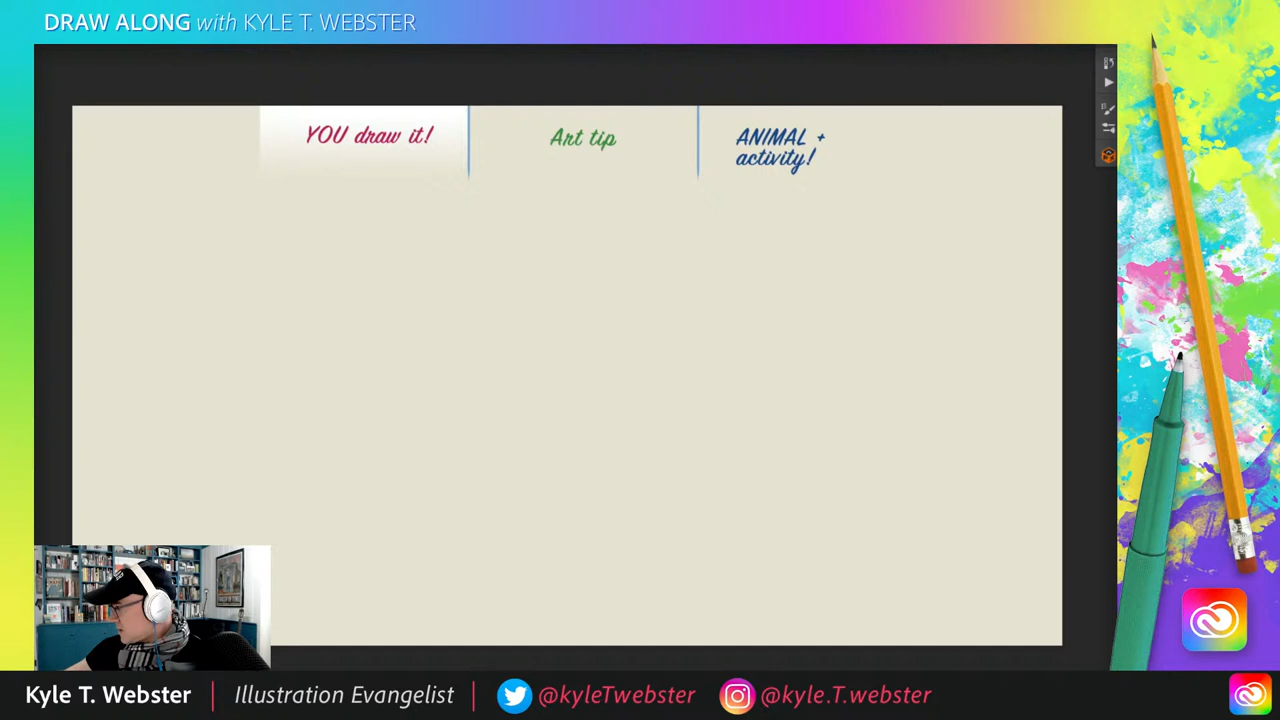 DRAW ALONG with KYLE T. WEBSTER
YOU draw it!
Art tip
ANIMAL +
activity!
Kyle T. Webster | Illustration Evangelist | @kyleTwebster @kyle.T.webster